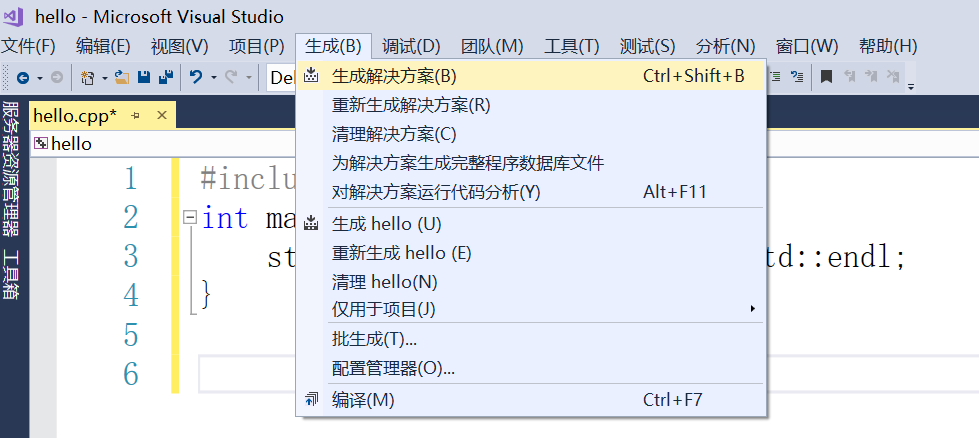 hello - Microsoft Visual Studio
文件(F) 编辑(E) 视图(V) 项目(P) 生成(B) 调试(D) 团队(M) 工具(T) 测试(S) 分析(N) 窗口(W) 帮助(H)
生成解决方案(B) Ctrl+Shift+B
重新生成解决方案(R)
清理解决方案(C)
为解决方案生成完整程序数据库文件
对解决方案运行代码分析(Y) Alt+F11
生成 hello (U)
重新生成 hello (E)
清理 hello(N)
仅用于项目(J)
批生成(T)...
配置管理器(O)...
编译(M) Ctrl+F7
服务器资源管理器
工具箱
hello.cpp*
hello
1 #inclu
2 int ma
3 st td::endl;
4 }
5
6